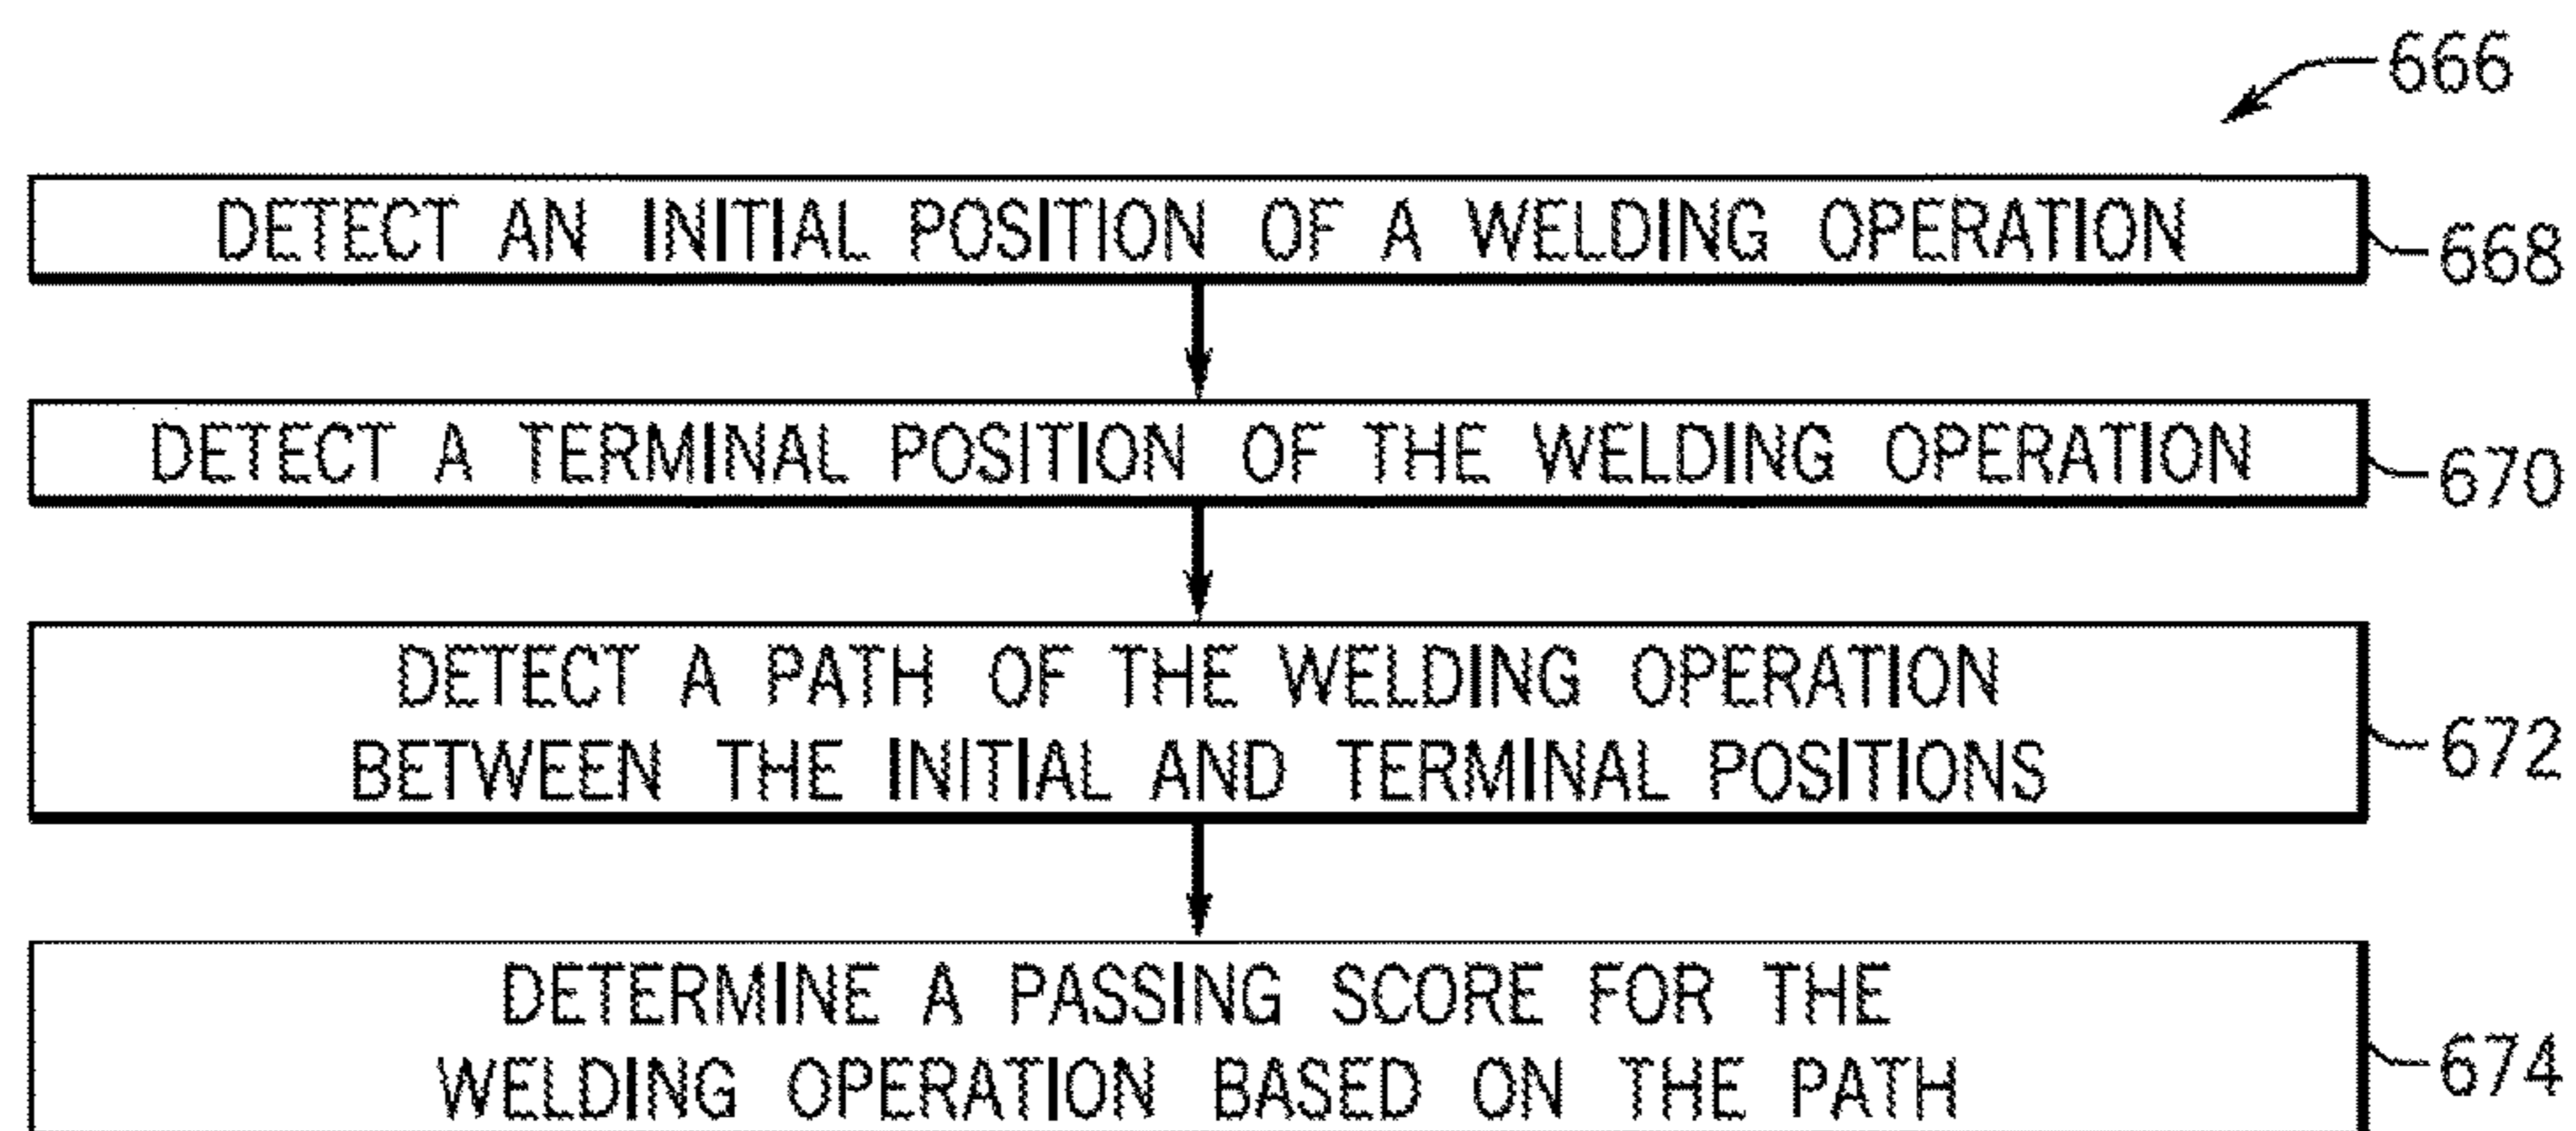 666
DETECT AN INITIAL POSITION OF A WELDING OPERATION
668
DETECT A TERMINAL POSITION OF THE WELDING OPERATION
670
DETECT A PATH OF THE WELDING OPERATION
BETWEEN THE INITIAL AND TERMINAL POSITIONS
672
DETERMINE A PASSING SCORE FOR THE
WELDING OPERATION BASED ON THE PATH
674